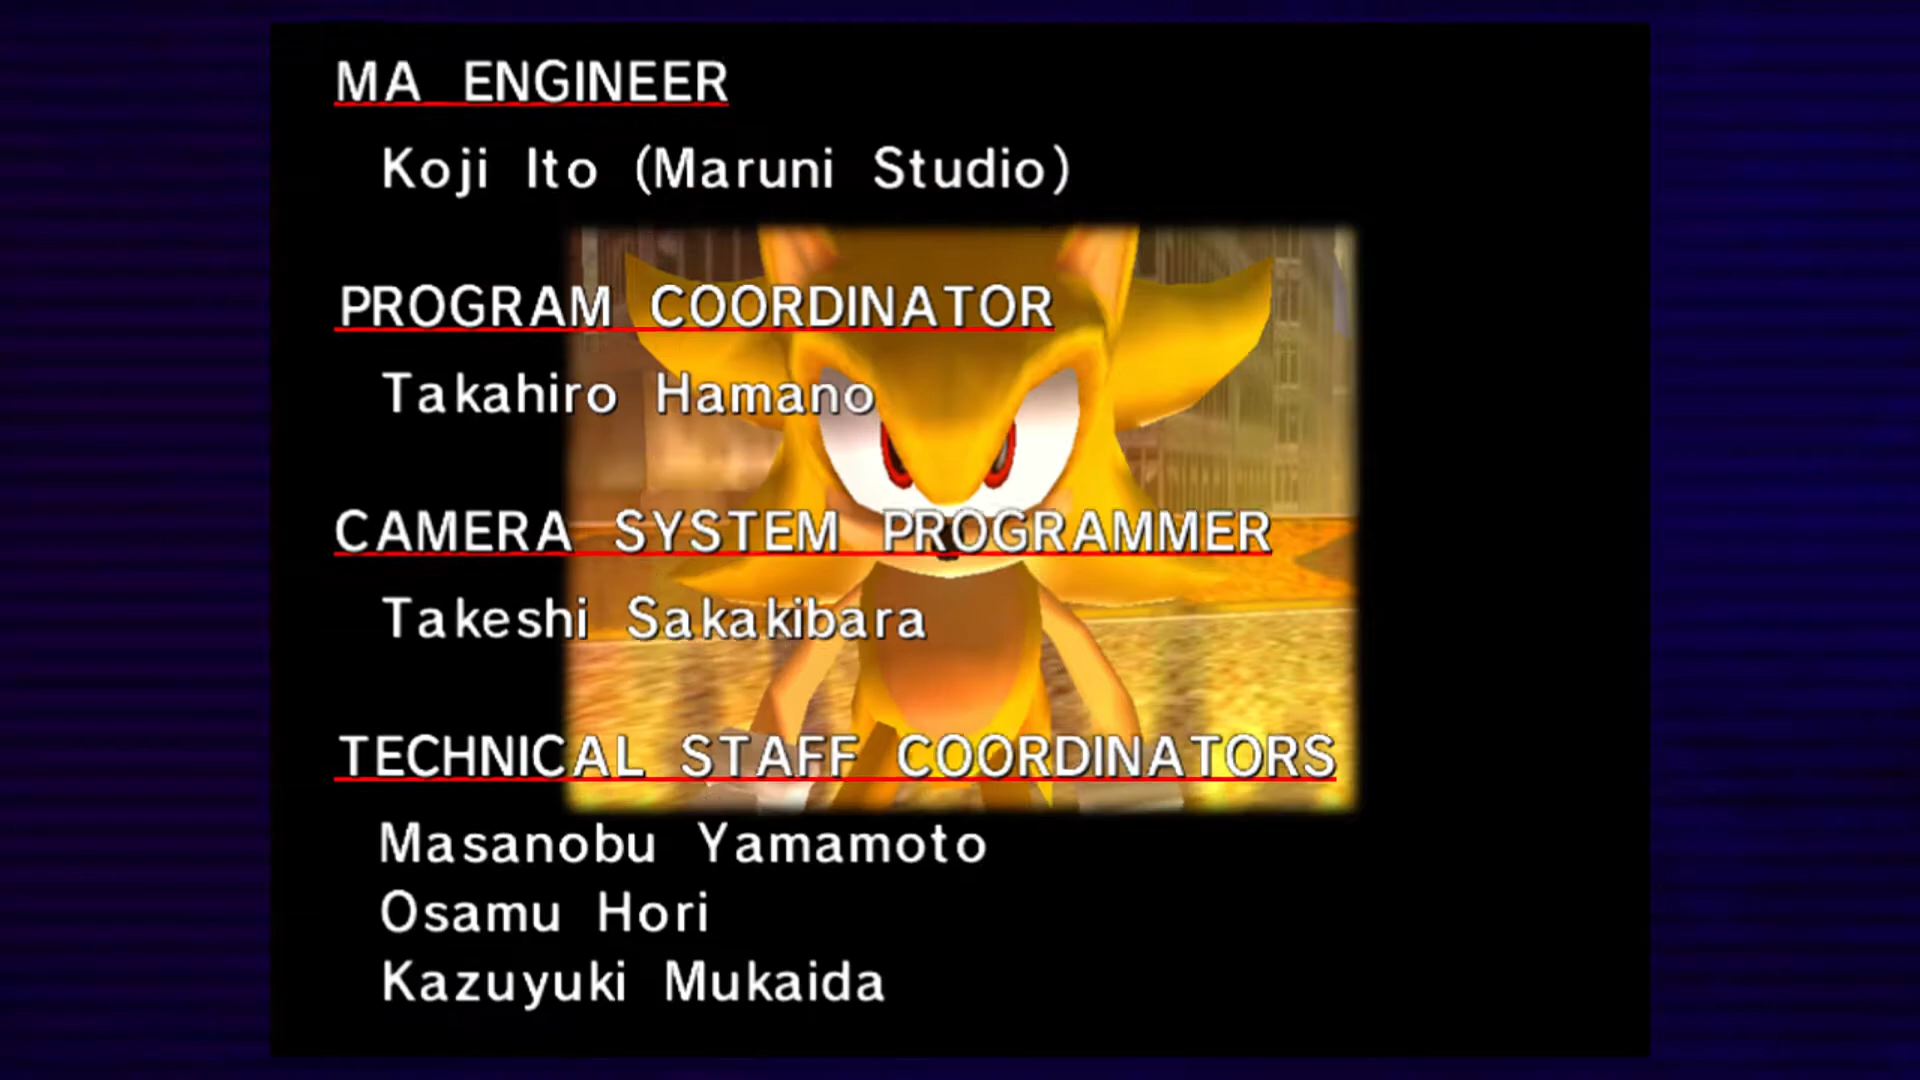 MA ENGINEER
Koji Ito (Maruni Studio)
PROGRAM COORDINATOR
Takahiro Hamano
CAMERA SYSTEM PROGRAMMER
Takeshi Sakakibara
TECHNICAL STAFF COORDINATORS
Masanobu Yamamoto
Osamu Hori
Kazuyuki Mukaida